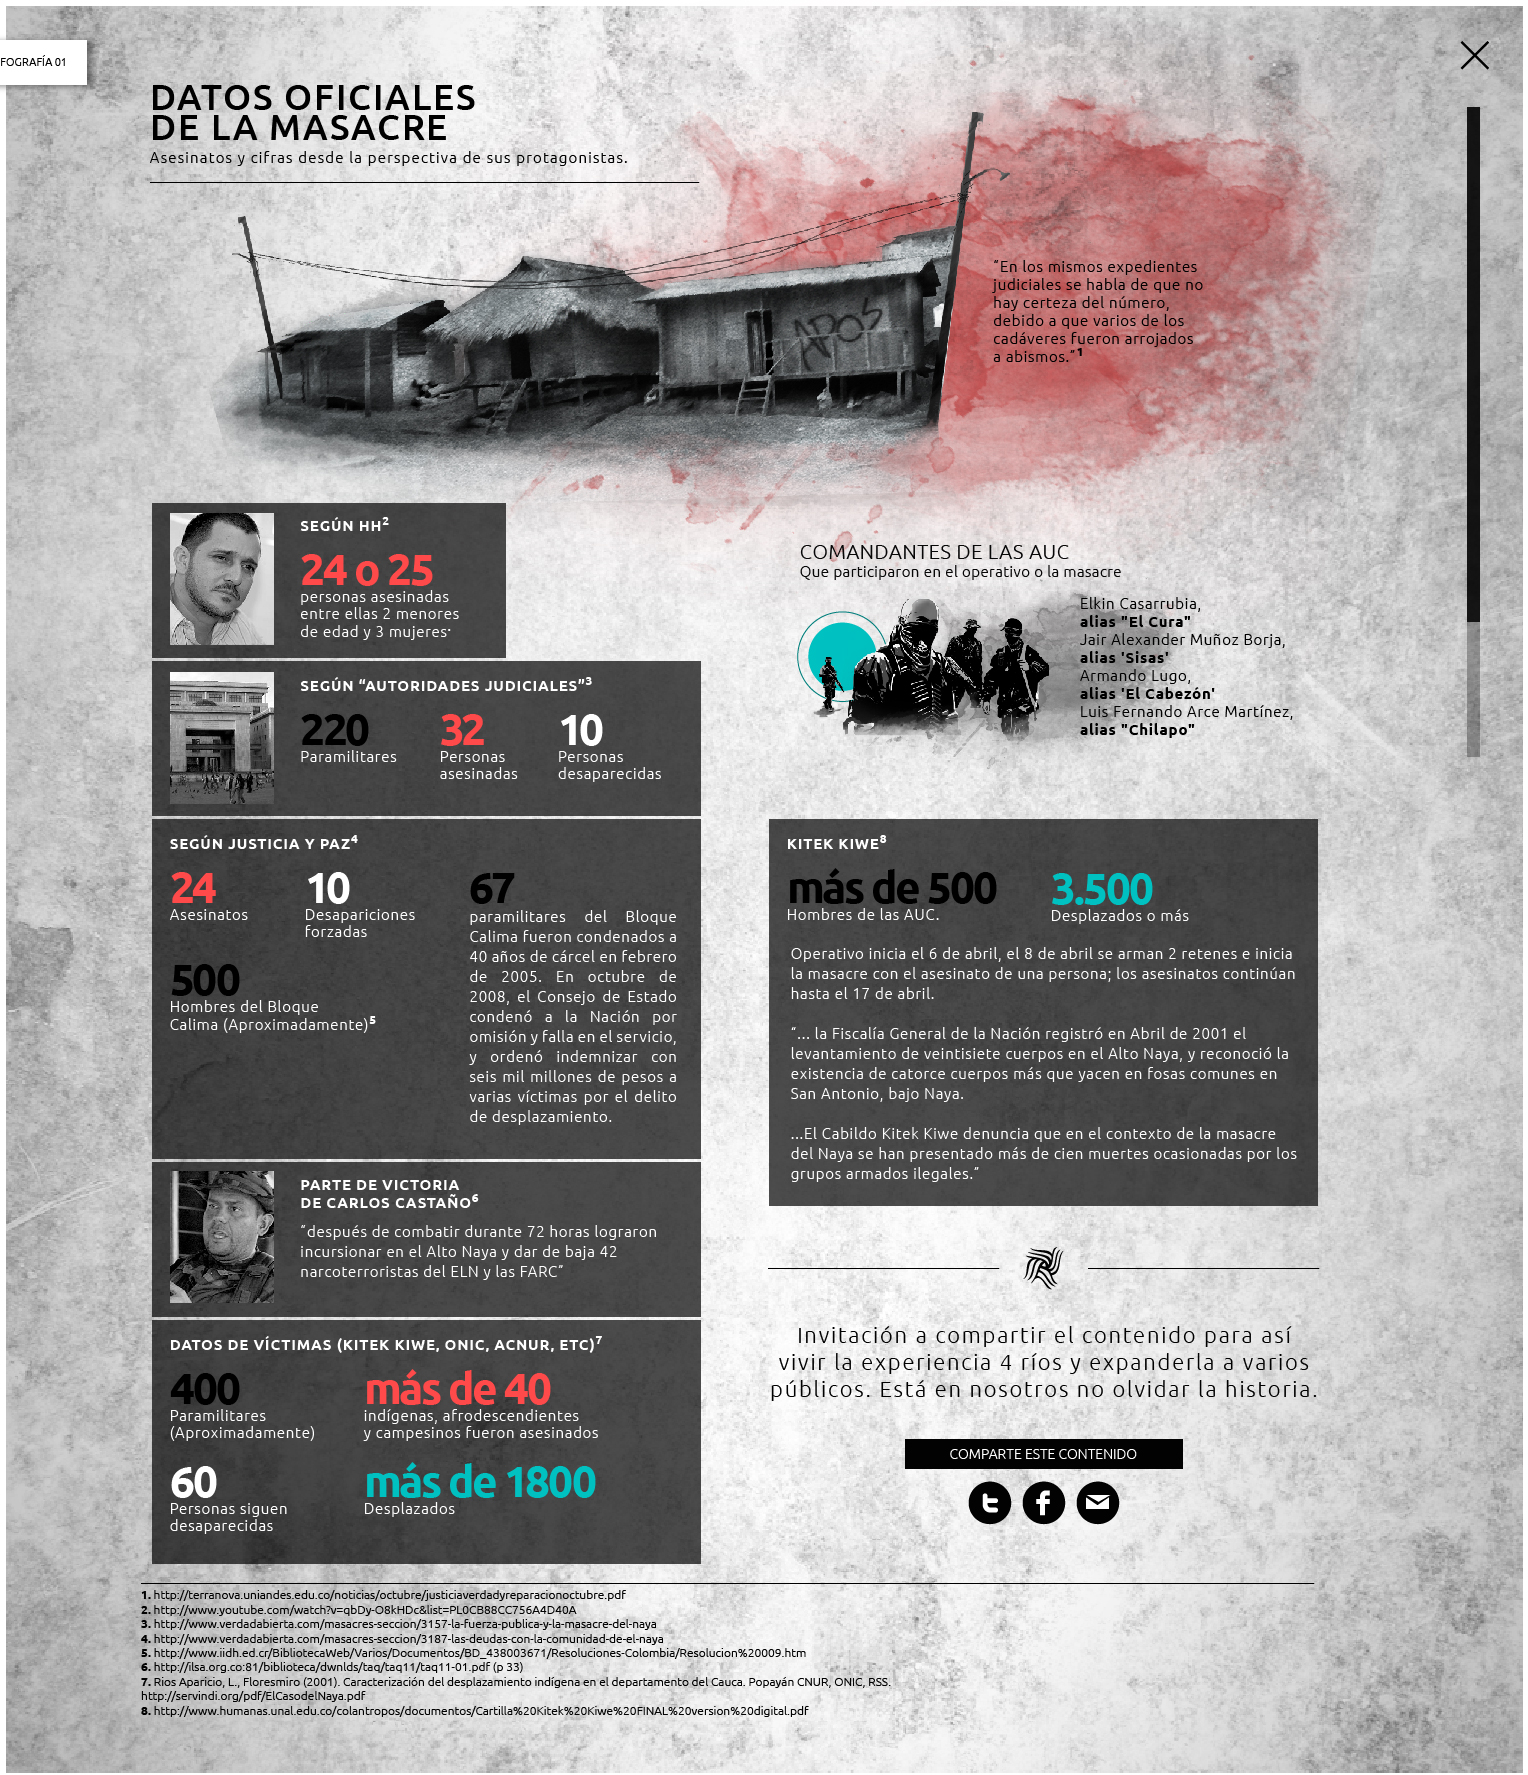 FOGRAFÍA 01
DATOS OFICIALES
DE LA MASACRE
Asesinatos y cifras desde la perspectiva de sus protagonistas.
APOS
“En los mismos expedientes
judiciales se habla de que no
hay certeza del número,
debido a que varios de los
cadáveres fueron arrojados
a abismos.”1
SEGÚN HH2
24 o 25
personas asesinadas
entre ellas 2 menores
de edad y 3 mujeres·
SEGÚN “AUTORIDADES JUDICIALES”3
220
Paramilitares
32
Personas
asesinadas
10
Personas
desaparecidas
SEGÚN JUSTICIA Y PAZ4
24
Asesinatos
10
Desapariciones
forzadas
500
Hombres del Bloque
Calima (Aproximadamente)5
67
paramilitares del Bloque
Calima fueron condenados a
40 años de cárcel en febrero
de 2005. En octubre de
2008, el Consejo de Estado
condenó a la Nación por
omisión y falla en el servicio,
y ordenó indemnizar con
seis mil millones de pesos a
varias víctimas por el delito
de desplazamiento.
PARTE DE VICTORIA
DE CARLOS CASTAÑO6
“después de combatir durante 72 horas lograron
incursionar en el Alto Naya y dar de baja 42
narcoterroristas del ELN y las FARC”
DATOS DE VÍCTIMAS (KITEK KIWE, ONIC, ACNUR, ETC)7
400
Paramilitares
(Aproximadamente)
más de 40
indígenas, afrodescendientes
y campesinos fueron asesinados
60
Personas siguen
desaparecidas
más de 1800
Desplazados
COMANDANTES DE LAS AUC
Que participaron en el operativo o la masacre
Elkin Casarrubia,
alias "El Cura"
Jair Alexander Muñoz Borja,
alias 'Sisas'
Armando Lugo,
alias 'El Cabezón'
Luis Fernando Arce Martínez,
alias "Chilapo"
KITEK KIWE8
más de 500
Hombres de las AUC.
3.500
Desplazados o más
Operativo inicia el 6 de abril, el 8 de abril se arman 2 retenes e inicia
la masacre con el asesinato de una persona; los asesinatos continúan
hasta el 17 de abril.
“... la Fiscalía General de la Nación registró en Abril de 2001 el
levantamiento de veintisiete cuerpos en el Alto Naya, y reconoció la
existencia de catorce cuerpos más que yacen en fosas comunes en
San Antonio, bajo Naya.
...El Cabildo Kitek Kiwe denuncia que en el contexto de la masacre
del Naya se han presentado más de cien muertes ocasionadas por los
grupos armados ilegales.”
Invitación a compartir el contenido para así
vivir la experiencia 4 ríos y expanderla a varios
públicos. Está en nosotros no olvidar la historia.
COMPARTE ESTE CONTENIDO
1. http://terranova.uniandes.edu.co/noticias/octubre/justiciaverdadyreparacionoctubre.pdf
2. http://www.youtube.com/watch?v=qbDy-O8kHDc&list=PL0CB88CC756A4D40A
3. http://www.verdadabierta.com/masacres-seccion/3157-la-fuerza-publica-y-la-masacre-del-naya
4. http://www.verdadabierta.com/masacres-seccion/3187-las-deudas-con-la-comunidad-de-el-naya
5. http://www.iidh.ed.cr/BibliotecaWeb/Varios/Documentos/BD_438003671/Resoluciones-Colombia/Resolucion%20009.htm
6. http://ilsa.org.co:81/biblioteca/dwnlds/taq/taq11/taq11-01.pdf (p 33)
7. Rios Aparicio, L., Floresmiro (2001). Caracterización del desplazamiento indígena en el departamento del Cauca. Popayán CNUR, ONIC, RSS.
http://servindi.org/pdf/ElCasodelNaya.pdf
8. http://www.humanas.unal.edu.co/colantropos/documentos/Cartilla%20Kitek%20Kiwe%20FINAL%20version%20digital.pdf